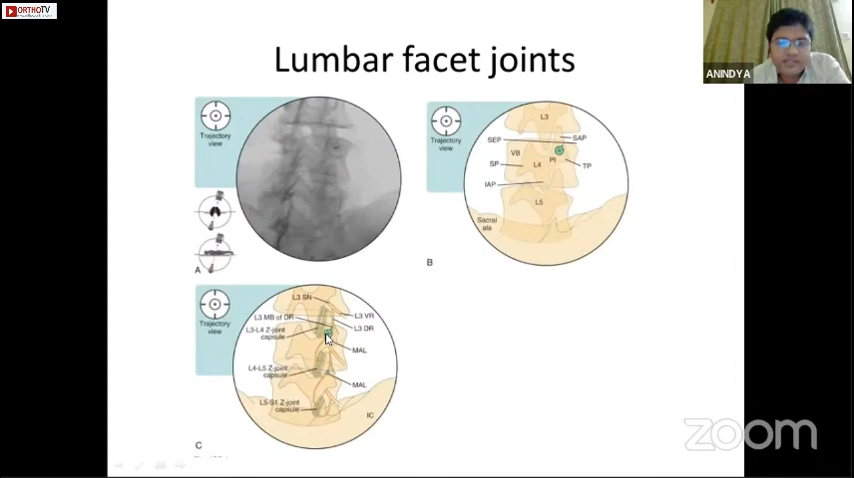 ORTHOTV
ANINDYA
Lumbar facet joints
Trajectory
view
A
Trajectory
view
L3
SEP
SAP
VB
PI
SP
L4
TP
IAP
L5
Sacral
ala
B
Trajectory
view
L3 SN
L3 MB of DR
L3 VR
L3-L4 Z-joint
capsule
L3 DR
MAL
L4-L5 Z-joint
capsule
MAL
L5-S1 Z-joint
capsule
IC
C
zoom